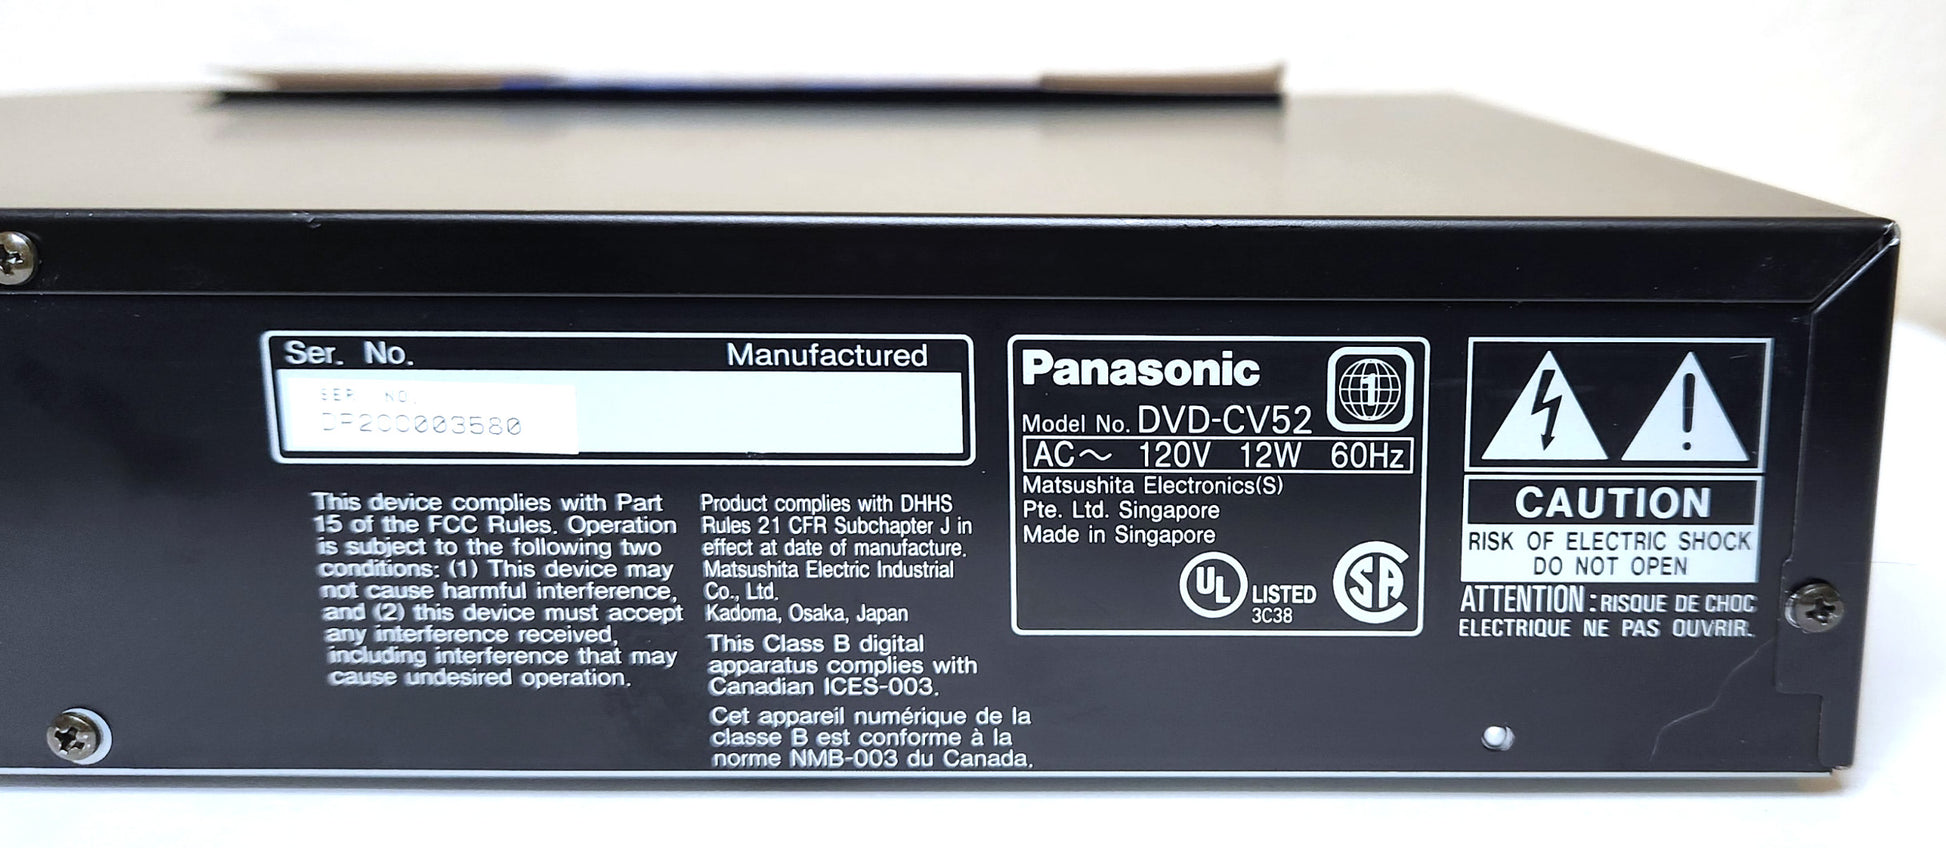 Ser. No. Manufactured
SER. NO.
003580
This device complies with Part
15 of the FCC Rules. Operation
is subject to the following two
conditions: (1) This device may
not cause harmful interference,
and (2) this device must accept
any interference received,
including interference that may
cause undesired operation.
Product complies with DHHS
Rules 21 CFR Subchapter J in
effect at date of manufacture.
Matsushita Electric Industrial
Co., Ltd.
Kadoma, Osaka, Japan
This Class B digital
apparatus complies with
Canadian ICES-003.
Cet appareil numérique de la
classe B est conforme à la
norme NMB-003 du Canada.
Panasonic
1
Model No. DVD-CV52
AC～ 120V 12W 60Hz
Matsushita Electronics(S)
Pte. Ltd. Singapore
Made in Singapore
UL LISTED
3C38
SA
CAUTION
RISK OF ELECTRIC SHOCK
DO NOT OPEN
ATTENTION : RISQUE DE CHOC
ELECTRIQUE NE PAS OUVRIR.